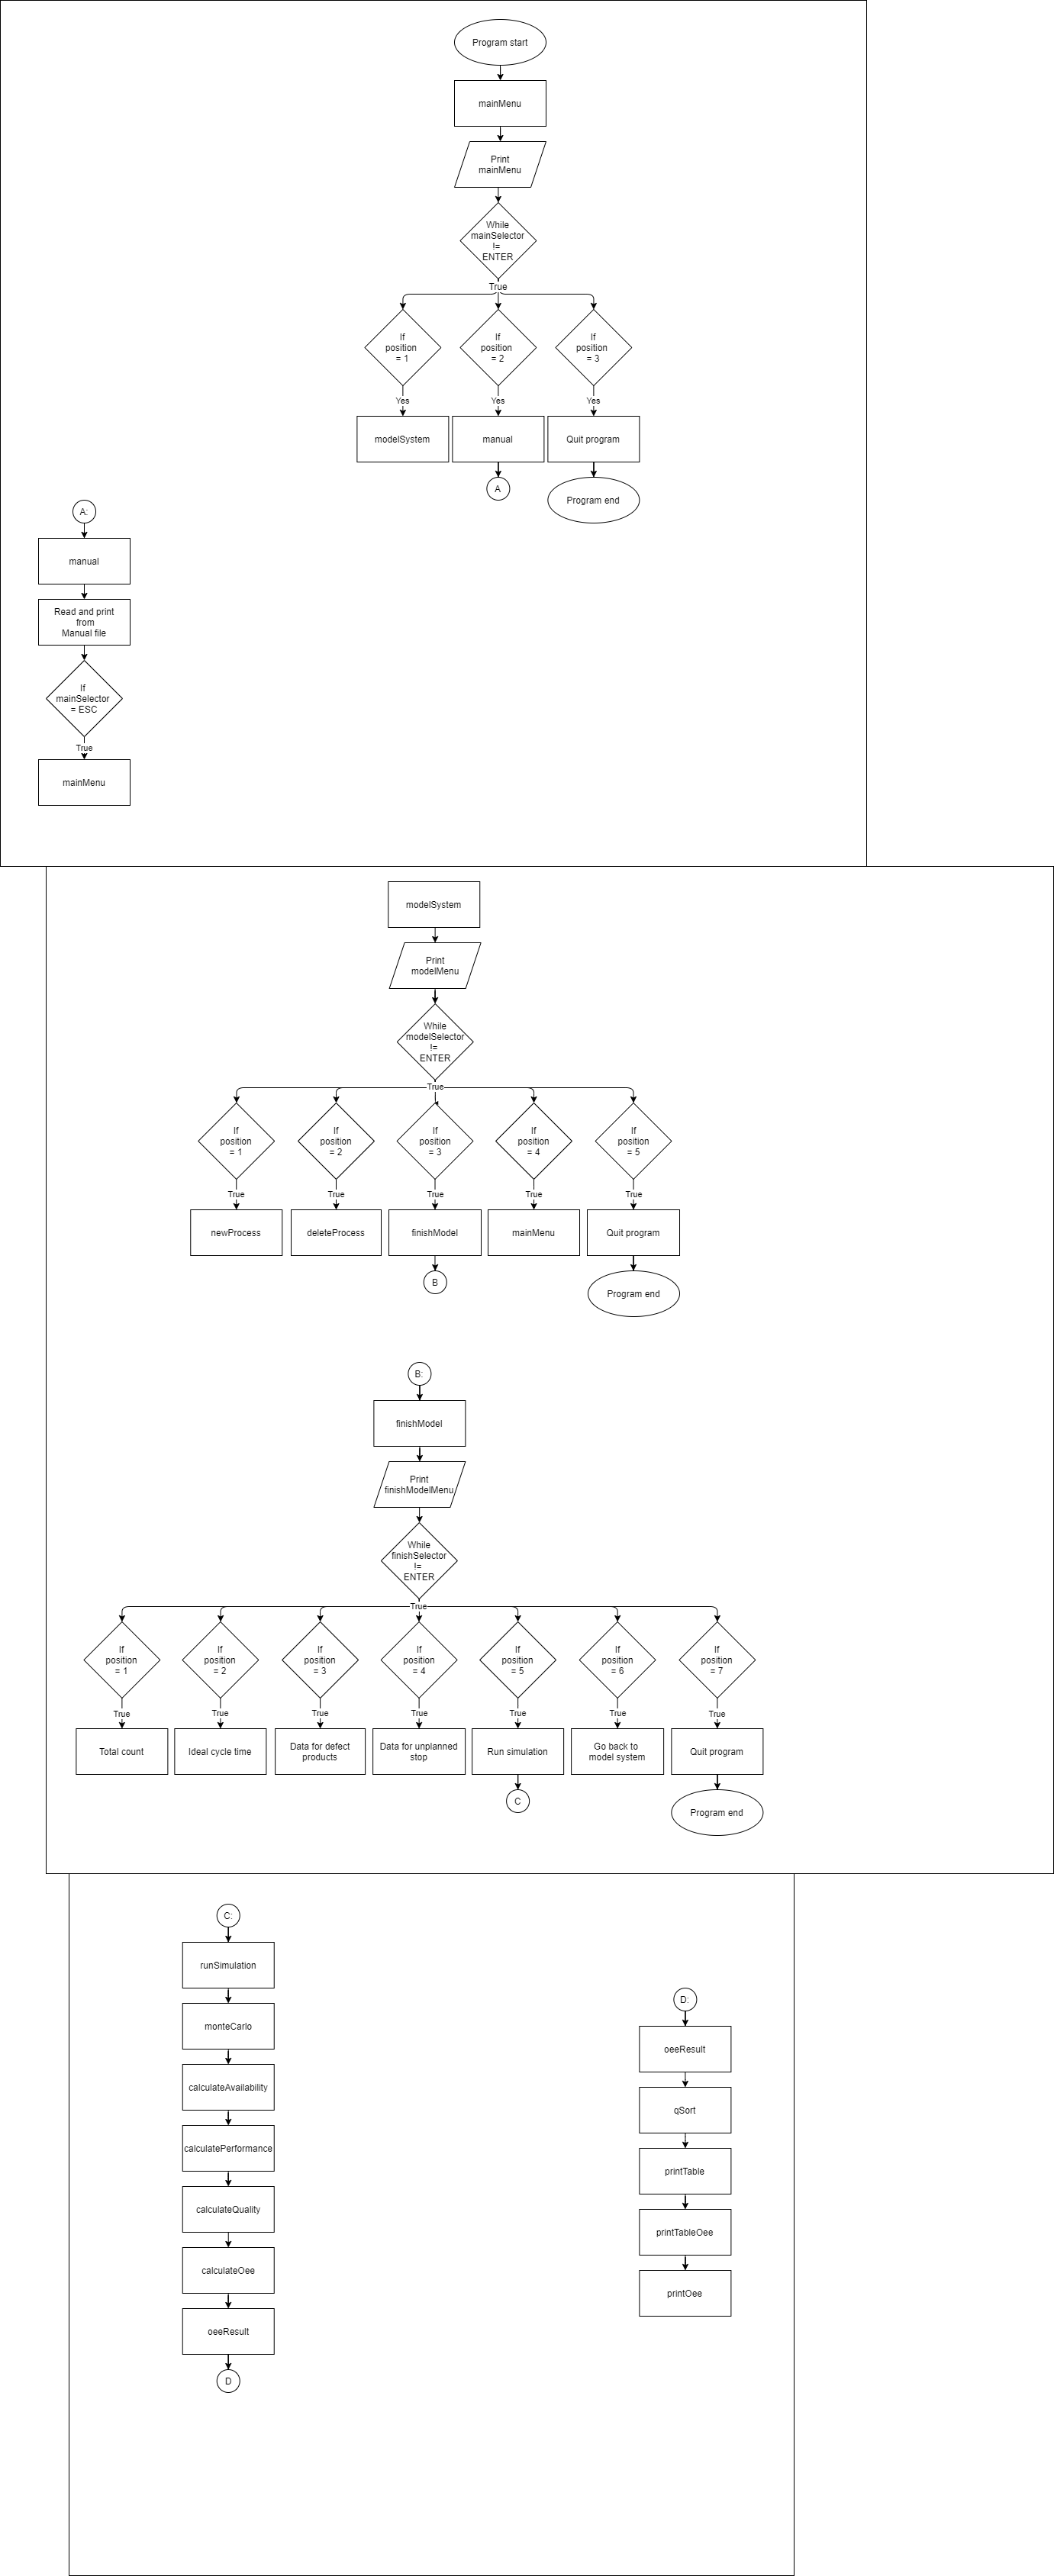 Program start
mainMenu
Print
mainMenu
While
mainSelector
!=
ENTER
True
If
position
= 1
If
position
= 2
If
position
= 3
Yes
Yes
Yes
modelSystem
manual
Quit program
A
Program end
A:
manual
Read and print
from
Manual file
If
mainSelector
= ESC
True
mainMenu
modelSystem
Print
modelMenu
While
modelSelector
!=
ENTER
True
If
position
= 1
If
position
= 2
If
position
= 3
If
position
= 4
If
position
= 5
True
True
True
True
True
newProcess
deleteProcess
finishModel
mainMenu
Quit program
B
Program end
B:
finishModel
Print
finishModelMenu
While
finishSelector
!=
ENTER
True
If
position
= 1
If
position
= 2
If
position
= 3
If
position
= 4
If
position
= 5
If
position
= 6
If
position
= 7
True
True
True
True
True
True
True
Total count
Ideal cycle time
Data for defect
products
Data for unplanned
stop
Run simulation
Go back to
model system
Quit program
C
Program end
C:
runSimulation
monteCarlo
calculateAvailability
calculatePerformance
calculateQuality
calculateOee
oeeResult
D
D:
oeeResult
qSort
printTable
printTableOee
printOee